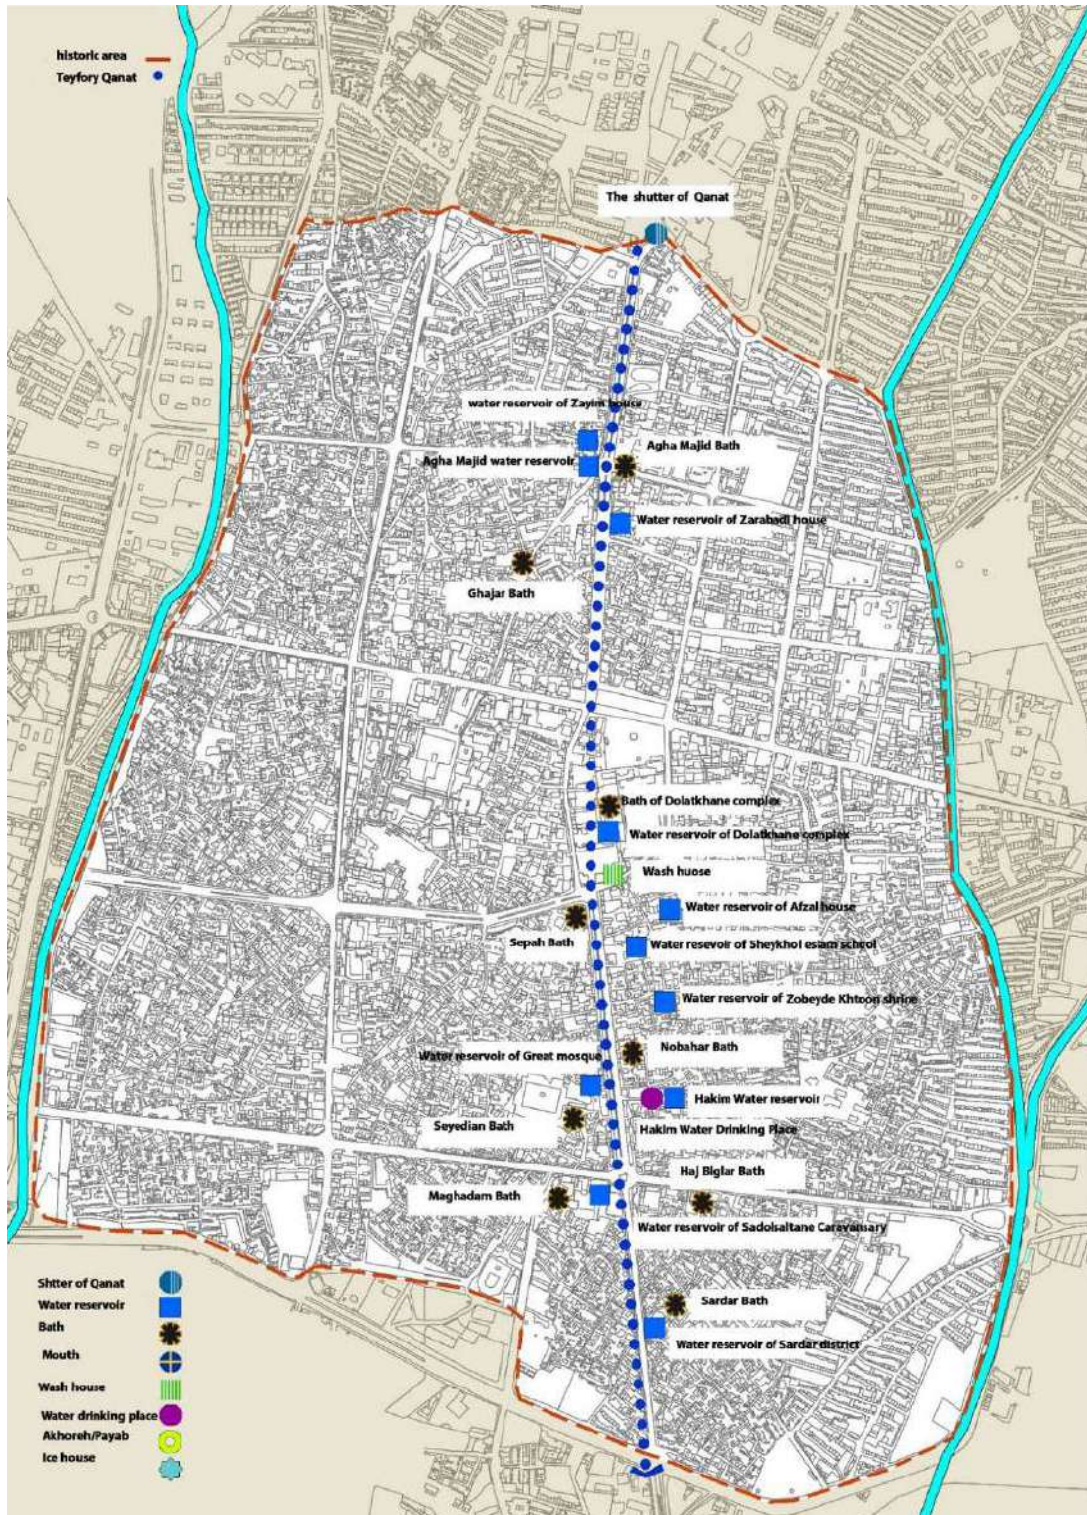 historic area
Teyfory Qanat
The shutter of Qanat
water reservoir of Zayim house
Agha Majid Bath
Agha Majid water reservoir
Water reservoir of Zarabadi house
Ghajar Bath
Bath of Dolatkhane complex
Water reservoir of Dolatkhane complex
Wash huose
Water reservoir of Afzal house
Sepah Bath
Water resevoir of Sheykhol eslam school
Water reservoir of Zobeyde Khtoon shrine
Nobahar Bath
Water reservoir of Great mosque
Hakim Water reservoir
Seyedian Bath
Hakim Water Drinking Place
Haj Biglar Bath
Maghadam Bath
Water reservoir of Sadolsaltane Caravansary
Sardar Bath
Water reservoir of Sardar district
Shtter of Qanat
Water reservoir
Bath
Mouth
Wash house
Water drinking place
Akhoreh/Payab
Ice house